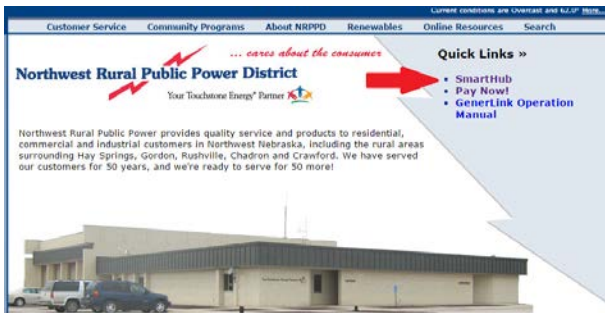 Current conditions are Overcast and 62.0° More...
Customer Service Community Programs About NRPPD Renewables Online Resources Search
... cares about the consumer
Northwest Rural Public Power District
Your Touchstone Energy® Partner
Quick Links »
SmartHub
Pay Now!
GenerLink Operation
Manual
Northwest Rural Public Power provides quality service and products to residential,
commercial and industrial customers in Northwest Nebraska, including the rural areas
surrounding Hay Springs, Gordon, Rushville, Chadron and Crawford. We have served
our customers for 50 years, and we're ready to serve for 50 more!